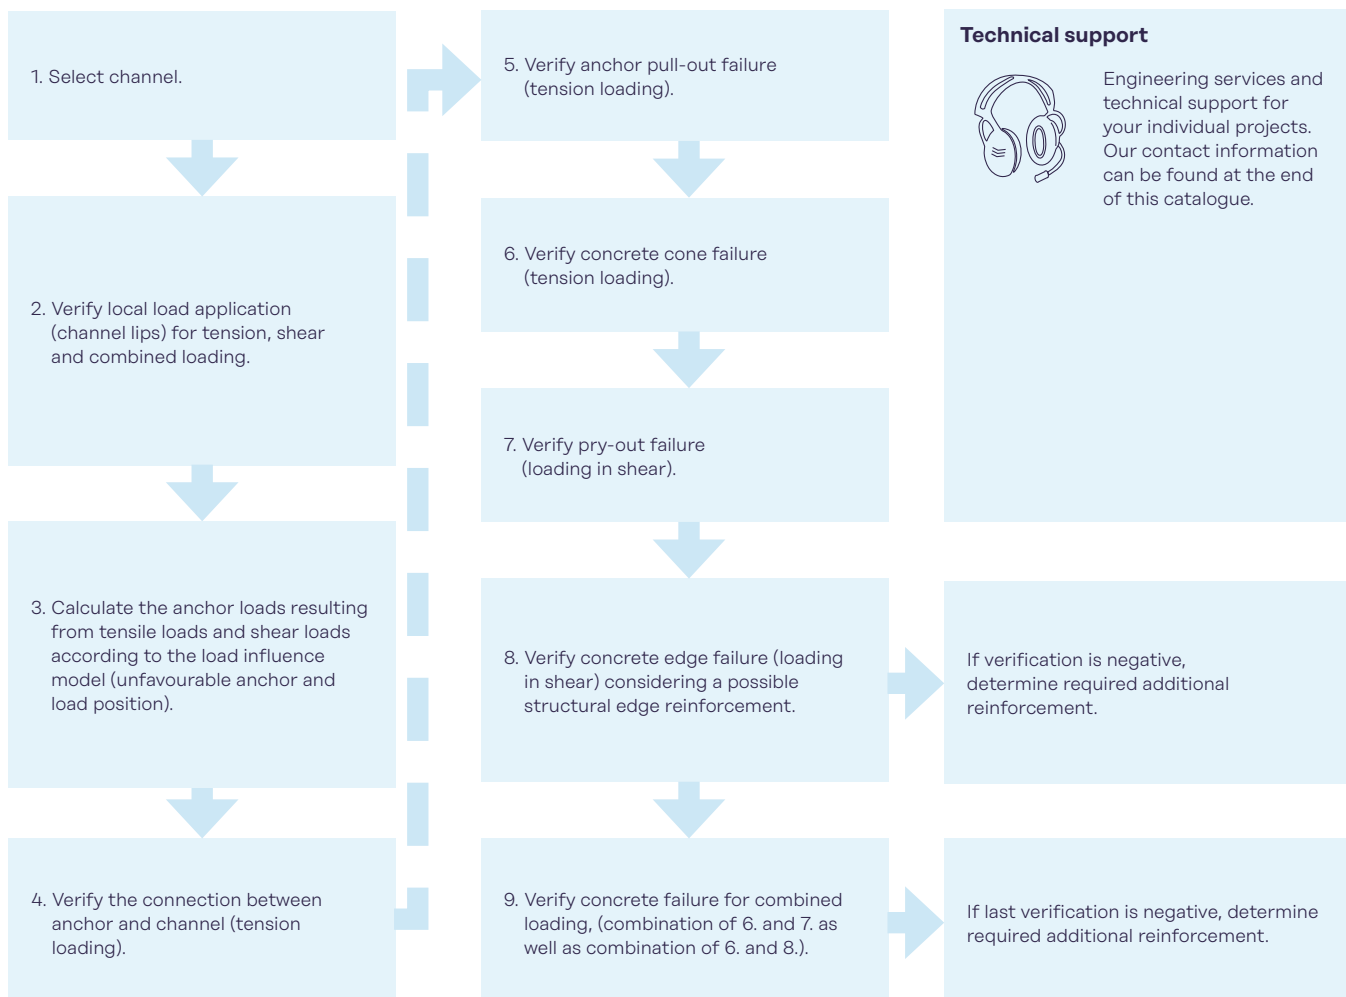 1. Select channel.
2. Verify local load application
(channel lips) for tension, shear
and combined loading.
3. Calculate the anchor loads resulting
from tensile loads and shear loads
according to the load influence
model (unfavourable anchor and
load position).
4. Verify the connection between
anchor and channel (tension
loading).
5. Verify anchor pull-out failure
(tension loading).
6. Verify concrete cone failure
(tension loading).
7. Verify pry-out failure
(loading in shear).
8. Verify concrete edge failure (loading
in shear) considering a possible
structural edge reinforcement.
9. Verify concrete failure for combined
loading, (combination of 6. and 7. as
well as combination of 6. and 8.).
Technical support
Engineering services and
technical support for
your individual projects.
Our contact information
can be found at the end
of this catalogue.
If verification is negative,
determine required additional
reinforcement.
If last verification is negative, determine
required additional reinforcement.